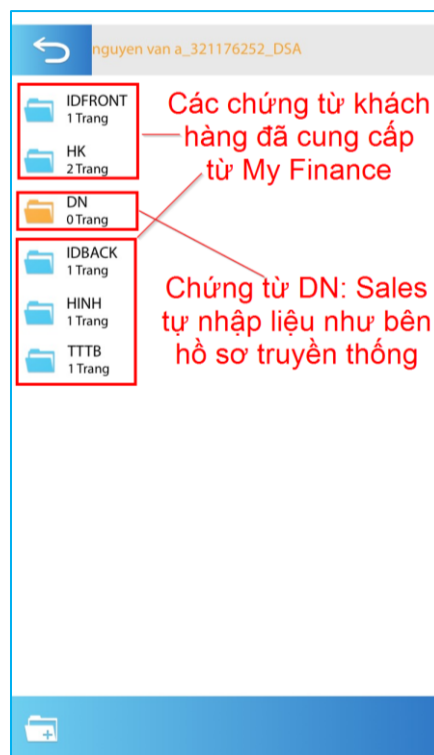 nguyen van a_321176252_DSA
IDFRONT
1 Trang
HK
2 Trang
DN
0 Trang
IDBACK
1 Trang
HINH
1 Trang
TTTB
1 Trang
Các chứng từ khách
hàng đã cung cấp
từ My Finance
Chứng từ DN: Sales
tự nhập liệu như bên
hồ sơ truyền thống